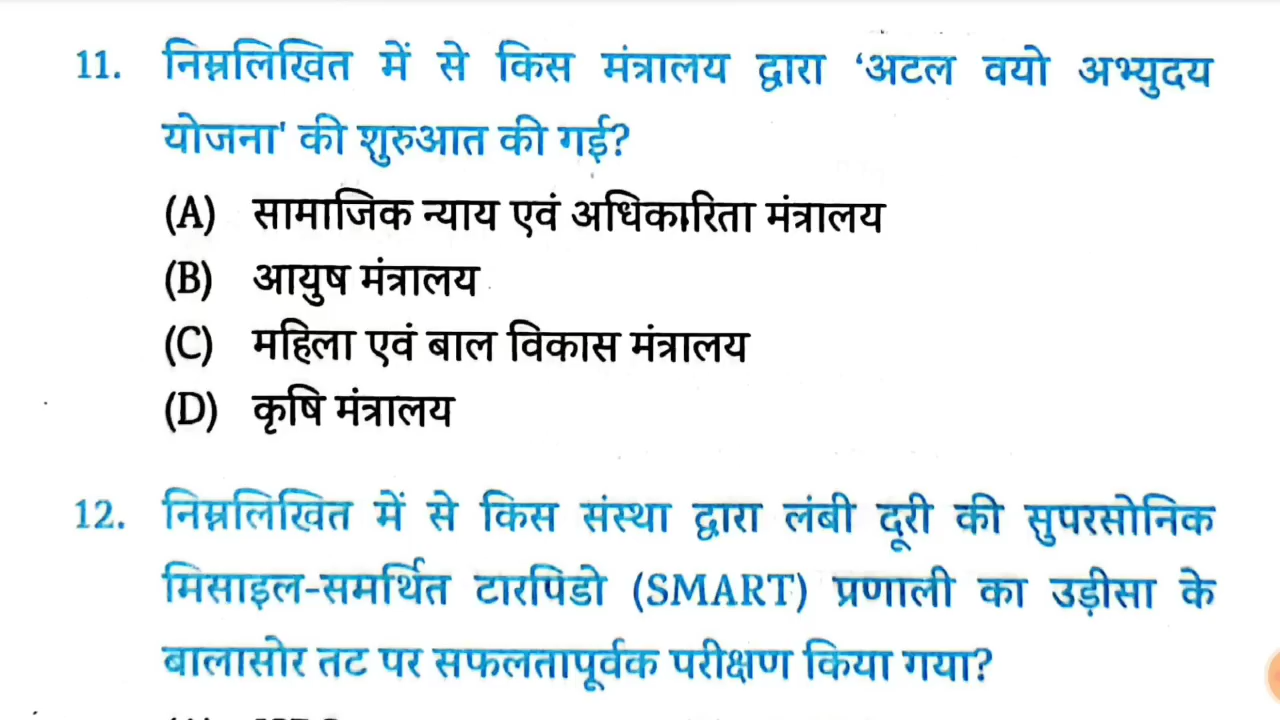 11. निम्नलिखित में से किस मंत्रालय द्वारा ‘अटल वयो अभ्युदय
योजना' की शुरुआत की गई?
(A) सामाजिक न्याय एवं अधिकारिता मंत्रालय
(B) आयुष मंत्रालय
(C) महिला एवं बाल विकास मंत्रालय
(D) कृषि मंत्रालय
12. निम्नलिखित में से किस संस्था द्वारा लंबी दूरी की सुपरसोनिक
मिसाइल-समर्थित टारपिडो (SMART) प्रणाली का उड़ीसा के
बालासोर तट पर सफलतापूर्वक परीक्षण किया गया?